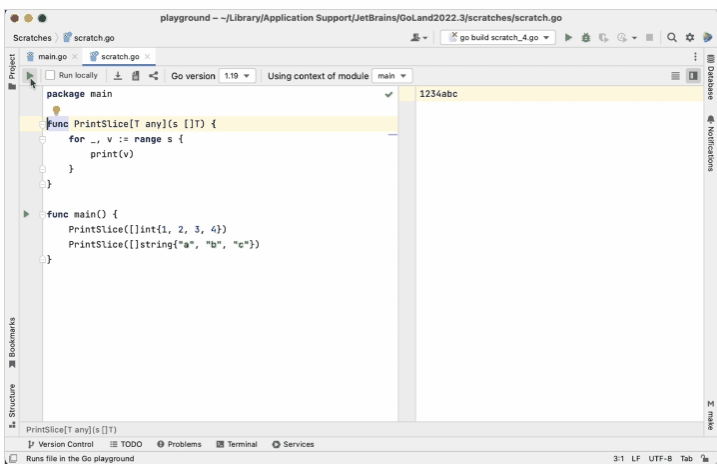 playground – ~/Library/Application Support/JetBrains/GoLand2022.3/scratches/scratch.go
Scratches scratch.go go build scratch_4.go
main.go scratch.go
Run locally Go version 1.19 Using context of module main
package main
func PrintSlice[T any](s []T) {
for _, v := range s {
print(v)
}
}
func main() {
PrintSlice([]int{1, 2, 3, 4})
PrintSlice([]string{"a", "b", "c"})
}
1234abc
Project
Bookmarks
Structure
Database
Notifications
M make
PrintSlice[T any](s []T)
Version Control TODO Problems Terminal Services
Runs file in the Go playground 3:1 LF UTF-8 Tab